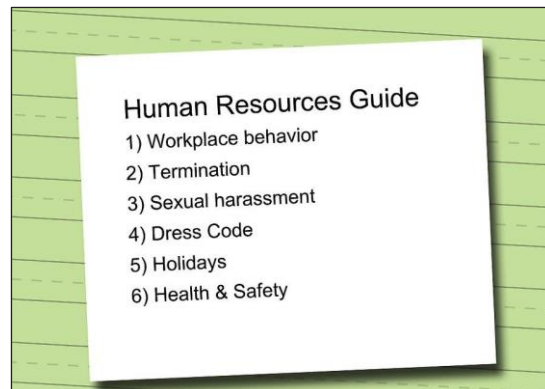 Human Resources Guide
1) Workplace behavior
2) Termination
3) Sexual harassment
4) Dress Code
5) Holidays
6) Health & Safety